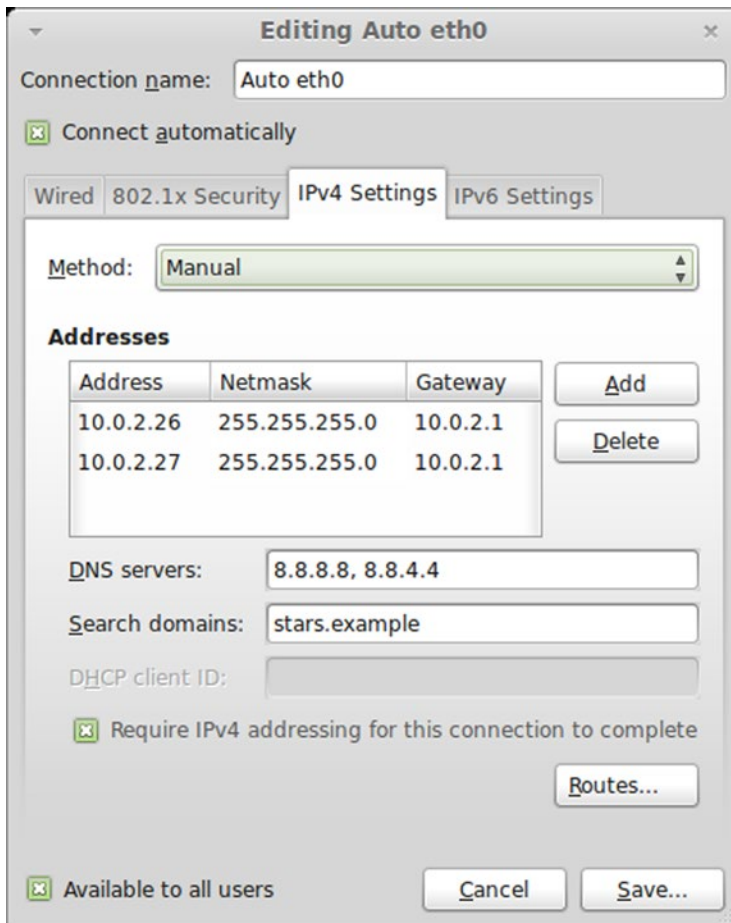 Editing Auto eth0
Connection name: Auto eth0
Connect automatically
Wired 802.1x Security IPv4 Settings IPv6 Settings
Method: Manual
Addresses
Address Netmask Gateway
10.0.2.26 255.255.255.0 10.0.2.1
10.0.2.27 255.255.255.0 10.0.2.1
Add
Delete
DNS servers: 8.8.8.8, 8.8.4.4
Search domains: stars.example
DHCP client ID:
Require IPv4 addressing for this connection to complete
Routes...
Available to all users Cancel Save...